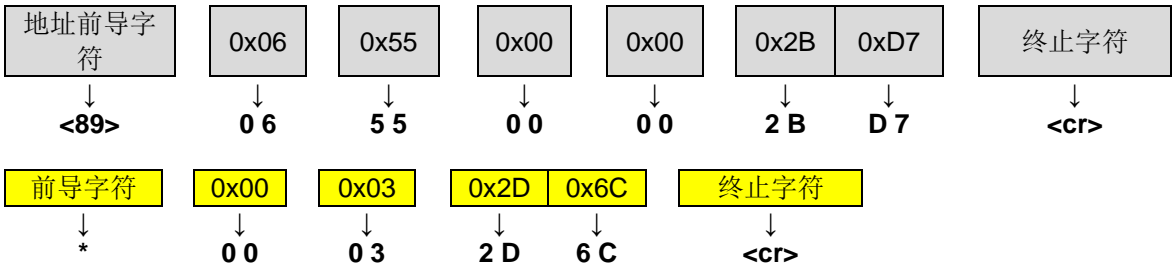 地址前导字符 0x06 0x55 0x00 0x00 0x2B 0xD7 终止字符
↓ ↓ ↓ ↓ ↓ ↓ ↓ ↓
<89> 0 6 5 5 0 0 0 0 2 B D 7 <cr>
前导字符 0x00 0x03 0x2D 0x6C 终止字符
↓ ↓ ↓ ↓ ↓ ↓
* 0 0 0 3 2 D 6 C <cr>